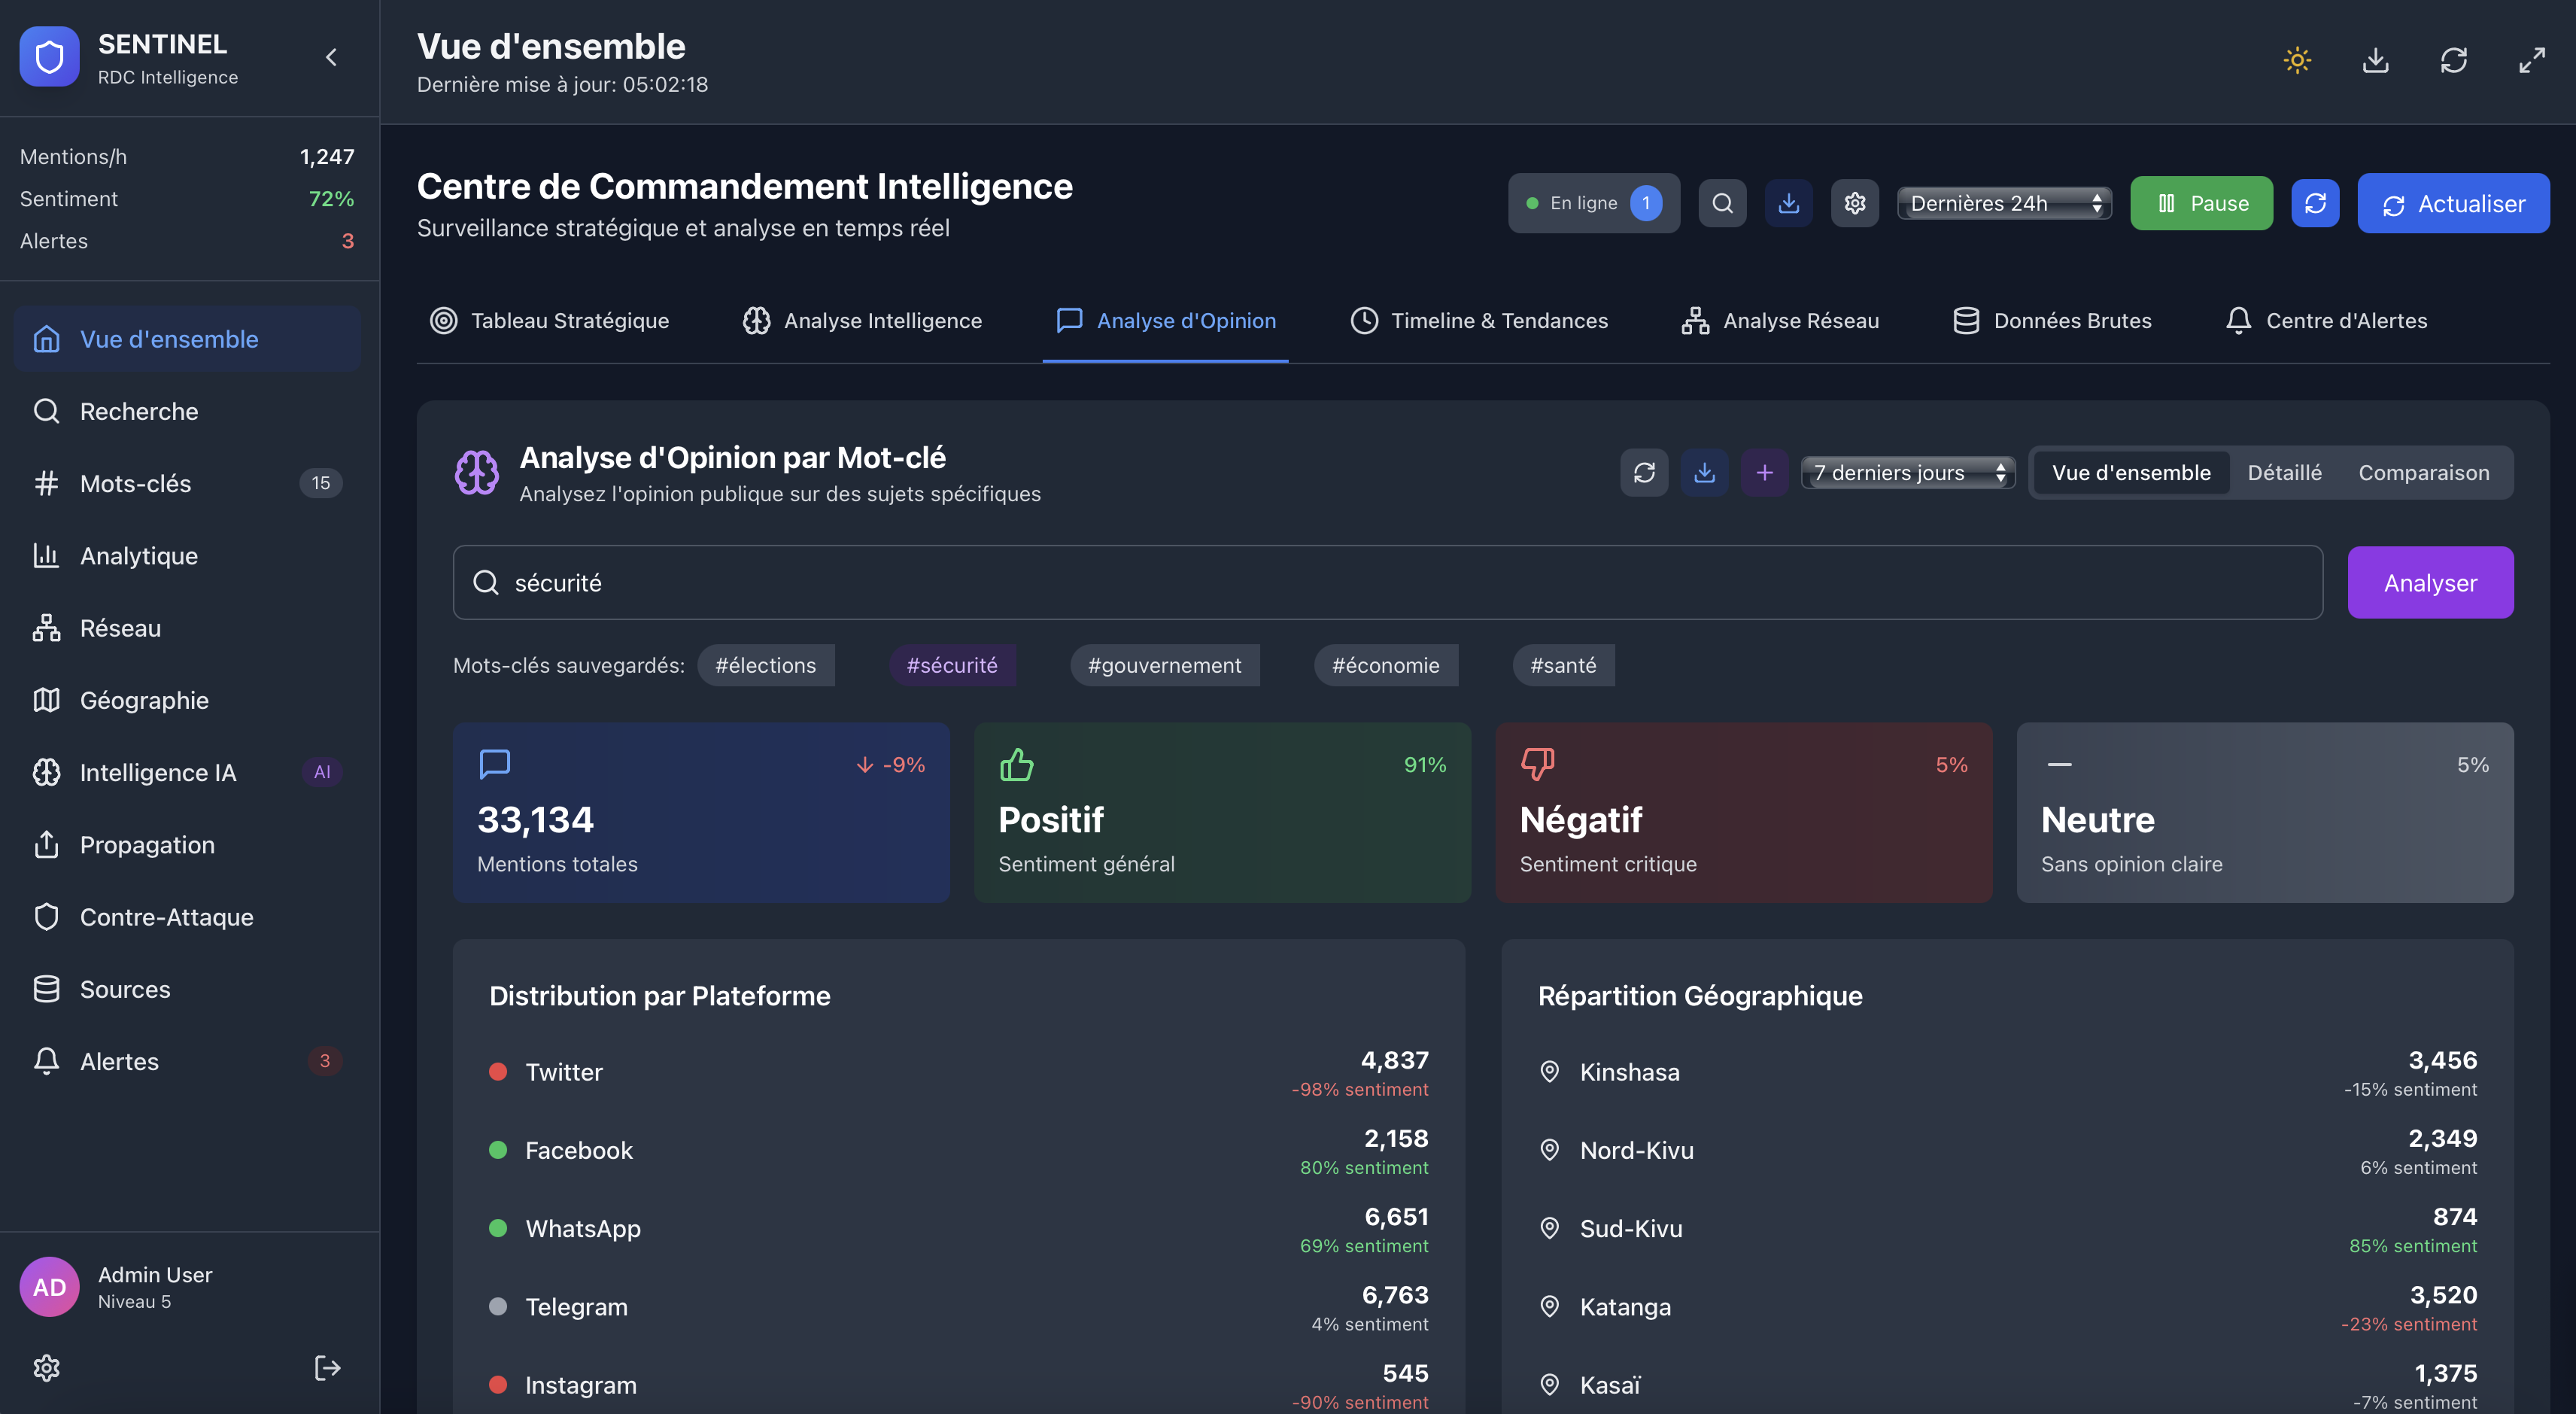 SENTINEL
RDC Intelligence
Mentions/h 1,247
Sentiment 72%
Alertes 3
Vue d'ensemble
Recherche
Mots-clés 15
Analytique
Réseau
Géographie
Intelligence IA AI
Propagation
Contre-Attaque
Sources
Alertes 3
AD
Admin User
Niveau 5
Vue d'ensemble
Dernière mise à jour: 05:02:18
Centre de Commandement Intelligence
Surveillance stratégique et analyse en temps réel
En ligne 1 Dernières 24h Pause Actualiser
Tableau Stratégique Analyse Intelligence Analyse d'Opinion Timeline & Tendances Analyse Réseau Données Brutes Centre d'Alertes
Analyse d'Opinion par Mot-clé
Analysez l'opinion publique sur des sujets spécifiques
7 derniers jours Vue d'ensemble Détaillé Comparaison
sécurité Analyser
Mots-clés sauvegardés: #élections #sécurité #gouvernement #économie #santé
-9%
33,134
Mentions totales
91%
Positif
Sentiment général
5%
Négatif
Sentiment critique
5%
Neutre
Sans opinion claire
Distribution par Plateforme
Twitter 4,837
-98% sentiment
Facebook 2,158
80% sentiment
WhatsApp 6,651
69% sentiment
Telegram 6,763
4% sentiment
Instagram 545
-90% sentiment
Répartition Géographique
Kinshasa 3,456
-15% sentiment
Nord-Kivu 2,349
6% sentiment
Sud-Kivu 874
85% sentiment
Katanga 3,520
-23% sentiment
Kasaï 1,375
-7% sentiment